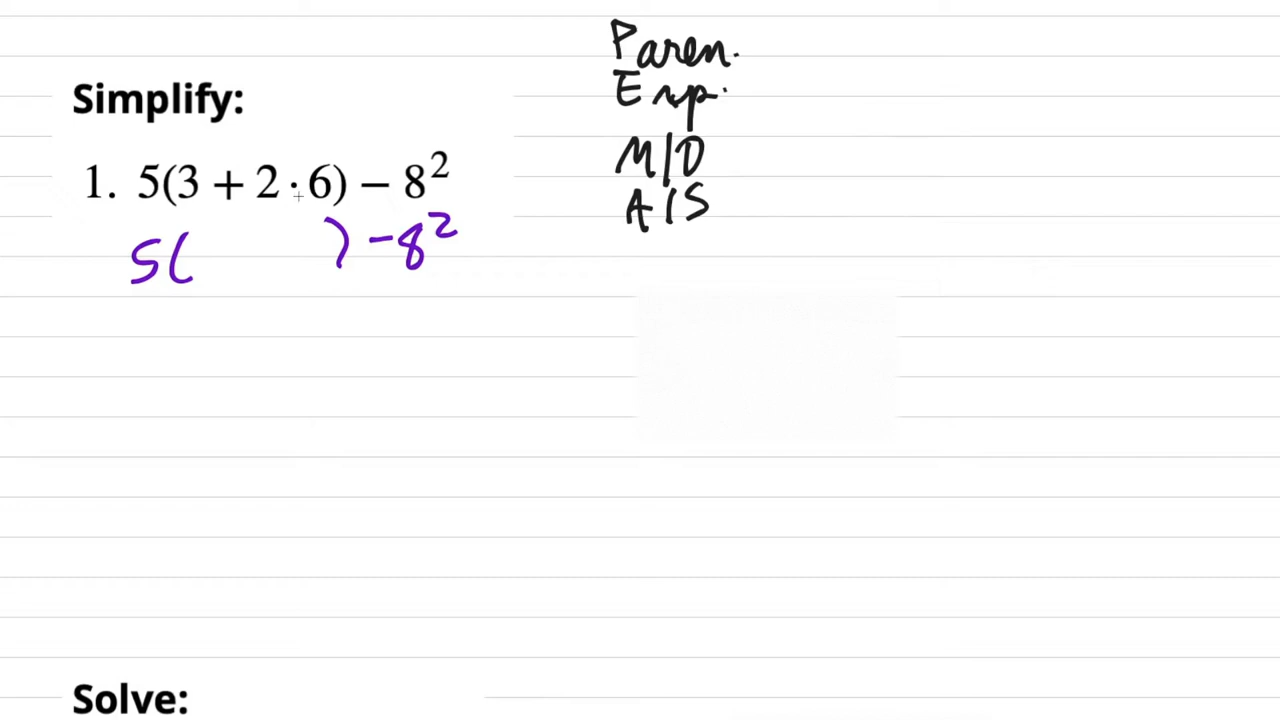 Paren.
Simplify:
Exp.
1. 5(3 + 2 · 6) − 8²
M/D
A/S
5(        ) -8²
Solve: